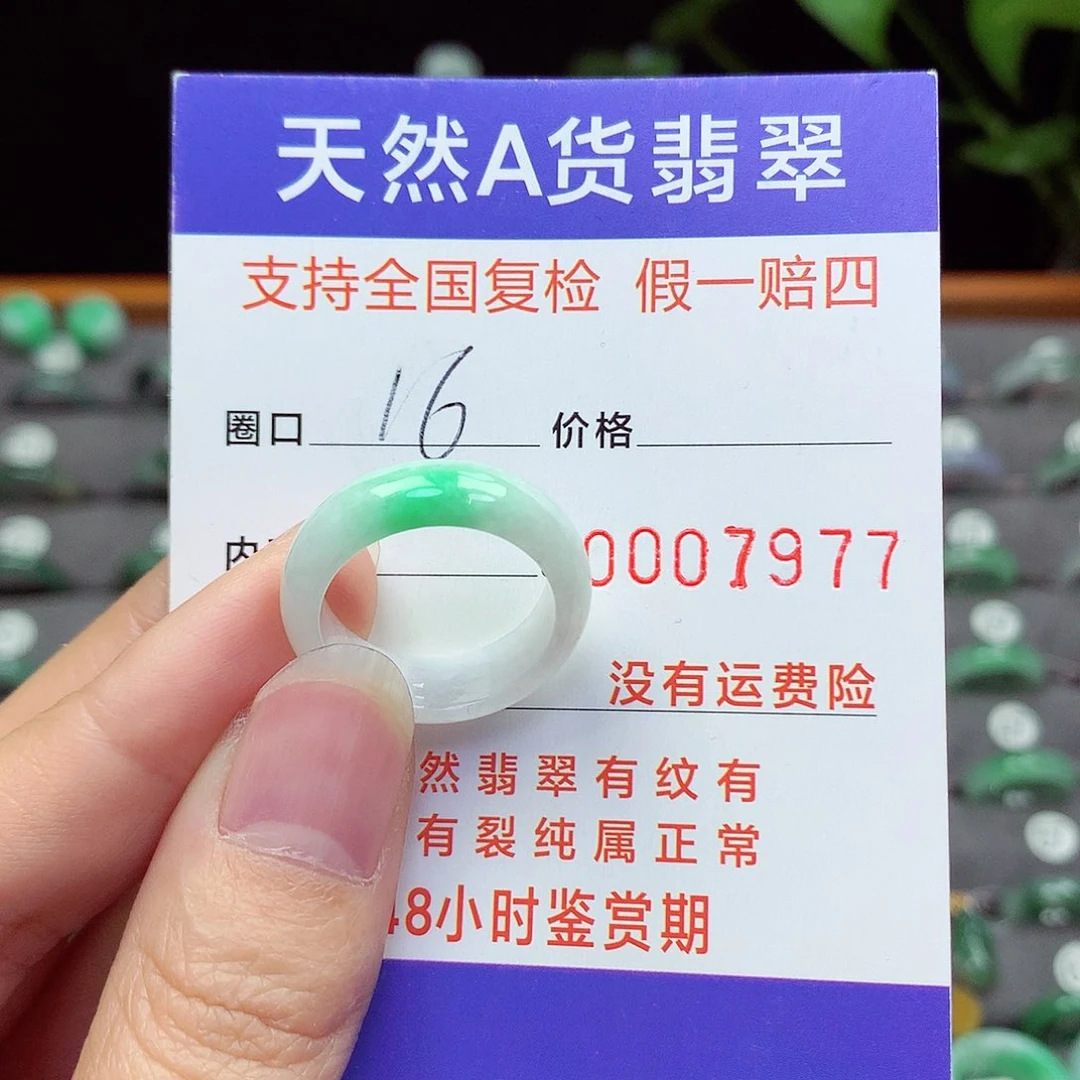 天然A货翡翠
支持全国复检 假一赔四
圈口 16 价格
内 0007977
没有运费险
然翡翠有纹有
有裂纯属正常
48小时鉴赏期